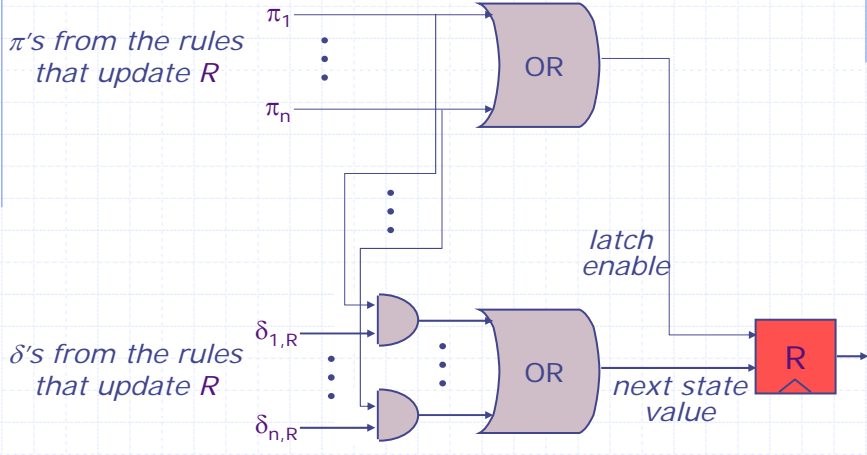 π's from the rules
that update R
π1
πn
OR
latch
enable
δ's from the rules
that update R
δ1,R
δn,R
OR
next state
value
R